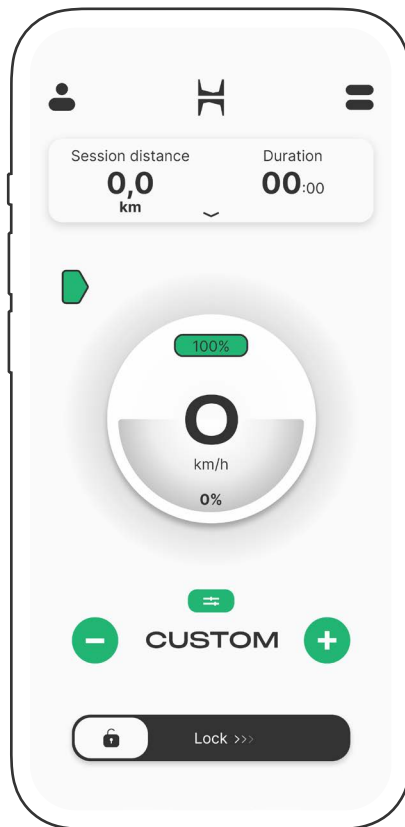 Session distance
Duration
0,0
00:00
km
100%
0
km/h
0%
CUSTOM
Lock >>>